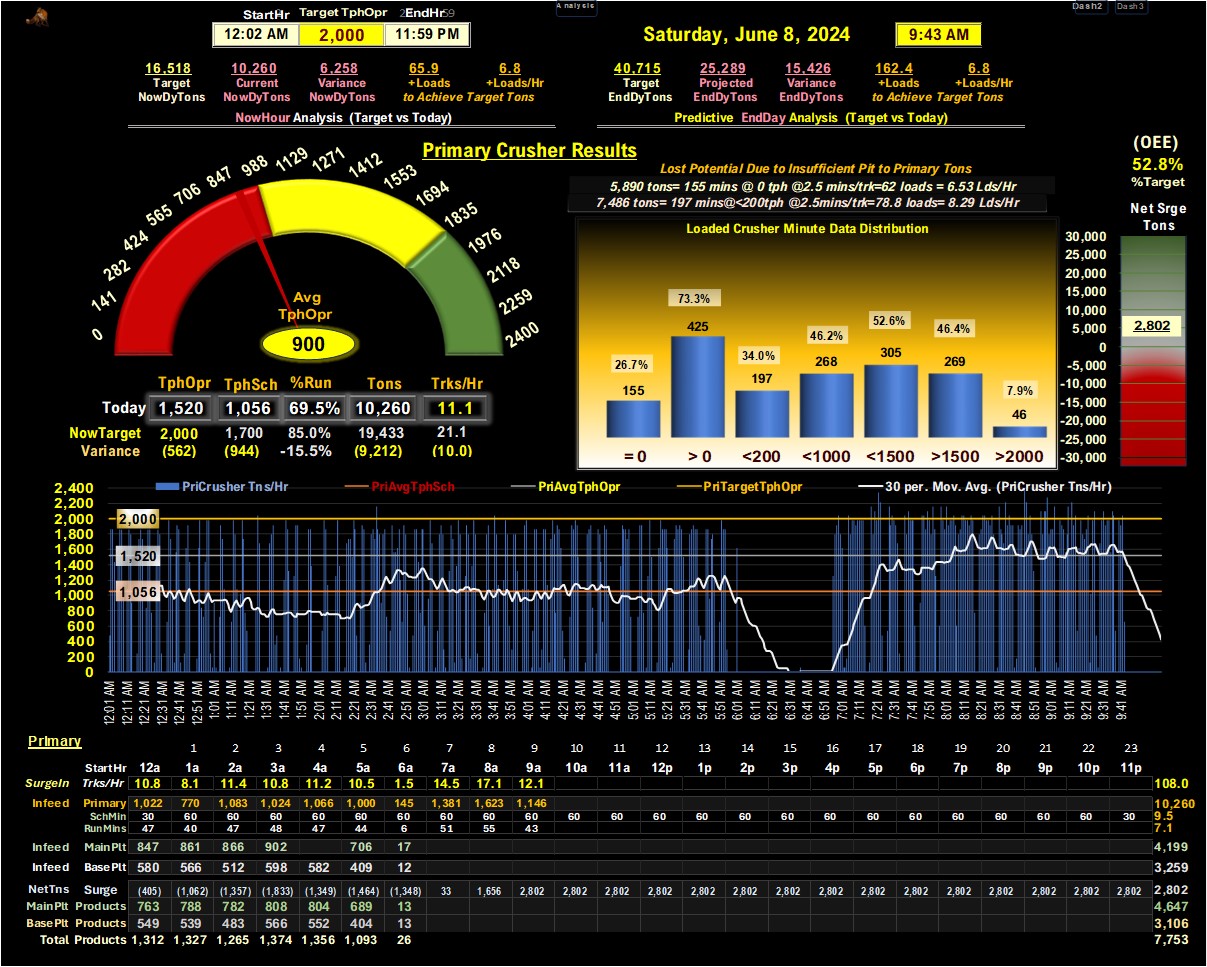 Analysis
Dash2 Dash3
StartHr Target TphOpr EndHr
12:02 AM 2,000 11:59 PM
Saturday, June 8, 2024 9:43 AM
16,518 10,260 6,258 65.9 6.8
Target Current Variance +Loads +Loads/Hr
NowDyTons NowDyTons NowDyTons to Achieve Target Tons
NowHour Analysis (Target vs Today)
40,715 25,289 15,426 162.4 6.8
Target Projected Variance +Loads +Loads/Hr
EndDyTons EndDyTons EndDyTons to Achieve Target Tons
Predictive EndDay Analysis (Target vs Today)
Primary Crusher Results
0 141 282 424 565 706 847 988 1129 1271 1412 1553 1694 1835 1976 2118 2259 2400
Avg
TphOpr
900
TphOpr TphSch %Run Tons Trks/Hr
Today 1,520 1,056 69.5% 10,260 11.1
NowTarget 2,000 1,700 85.0% 19,433 21.1
Variance (562) (944) -15.5% (9,212) (10.0)
Lost Potential Due to Insufficient Pit to Primary Tons
5,890 tons= 155 mins @ 0 tph @2.5 mins/trk=62 loads = 6.53 Lds/Hr
7,486 tons= 197 mins@<200tph @2.5mins/trk=78.8 loads= 8.29 Lds/Hr
Loaded Crusher Minute Data Distribution
26.7% 73.3% 34.0% 46.2% 52.6% 46.4% 7.9%
155 425 197 268 305 269 46
= 0 > 0 <200 <1000 <1500 >1500 >2000
(OEE)
52.8%
%Target
Net Srge
Tons
30,000
25,000
20,000
15,000
10,000
5,000
0
-5,000
-10,000
-15,000
-20,000
-25,000
-30,000
2,802
PriCrusher Tns/Hr PriAvgTphSch PriAvgTphOpr PriTargetTphOpr 30 per. Mov. Avg. (PriCrusher Tns/Hr)
2,400
2,200
2,000
1,800
1,600
1,400
1,200
1,000
800
600
400
200
0
2,000
1,520
1,056
12:01 AM 12:11 AM 12:21 AM 12:31 AM 12:41 AM 12:51 AM 1:01 AM 1:11 AM 1:21 AM 1:31 AM 1:41 AM 1:51 AM 2:01 AM 2:11 AM 2:21 AM 2:31 AM 2:41 AM 2:51 AM 3:01 AM 3:11 AM 3:21 AM 3:31 AM 3:41 AM 3:51 AM 4:01 AM 4:11 AM 4:21 AM 4:31 AM 4:41 AM 4:51 AM 5:01 AM 5:11 AM 5:21 AM 5:31 AM 5:41 AM 5:51 AM 6:01 AM 6:11 AM 6:21 AM 6:31 AM 6:41 AM 6:51 AM 7:01 AM 7:11 AM 7:21 AM 7:31 AM 7:41 AM 7:51 AM 8:01 AM 8:11 AM 8:21 AM 8:31 AM 8:41 AM 8:51 AM 9:01 AM 9:11 AM 9:21 AM 9:31 AM 9:41 AM
Primary
1 2 3 4 5 6 7 8 9 10 11 12 13 14 15 16 17 18 19 20 21 22 23
StartHr 12a 1a 2a 3a 4a 5a 6a 7a 8a 9a 10a 11a 12p 1p 2p 3p 4p 5p 6p 7p 8p 9p 10p 11p
SurgeIn Trks/Hr 10.8 8.1 11.4 10.8 11.2 10.5 1.5 14.5 17.1 12.1 108.0
Infeed Primary 1,022 770 1,083 1,024 1,066 1,000 145 1,381 1,623 1,146 10,260
SchMin 30 60 60 60 60 60 60 60 60 60 60 60 60 60 60 60 60 60 60 60 60 60 60 30 9.5
RunMins 47 40 47 48 47 44 6 51 55 43 7.1
Infeed MainPlt 847 861 866 902 706 17 4,199
Infeed BasePlt 580 566 512 598 582 409 12 3,259
NetTns Surge (405) (1,062) (1,357) (1,833) (1,349) (1,464) (1,348) 33 1,656 2,802 2,802 2,802 2,802 2,802 2,802 2,802 2,802 2,802 2,802 2,802 2,802 2,802 2,802 2,802 2,802
MainPlt Products 763 788 782 808 804 689 13 4,647
BasePlt Products 549 539 483 566 552 404 13 3,106
Total Products 1,312 1,327 1,265 1,374 1,356 1,093 26 7,753